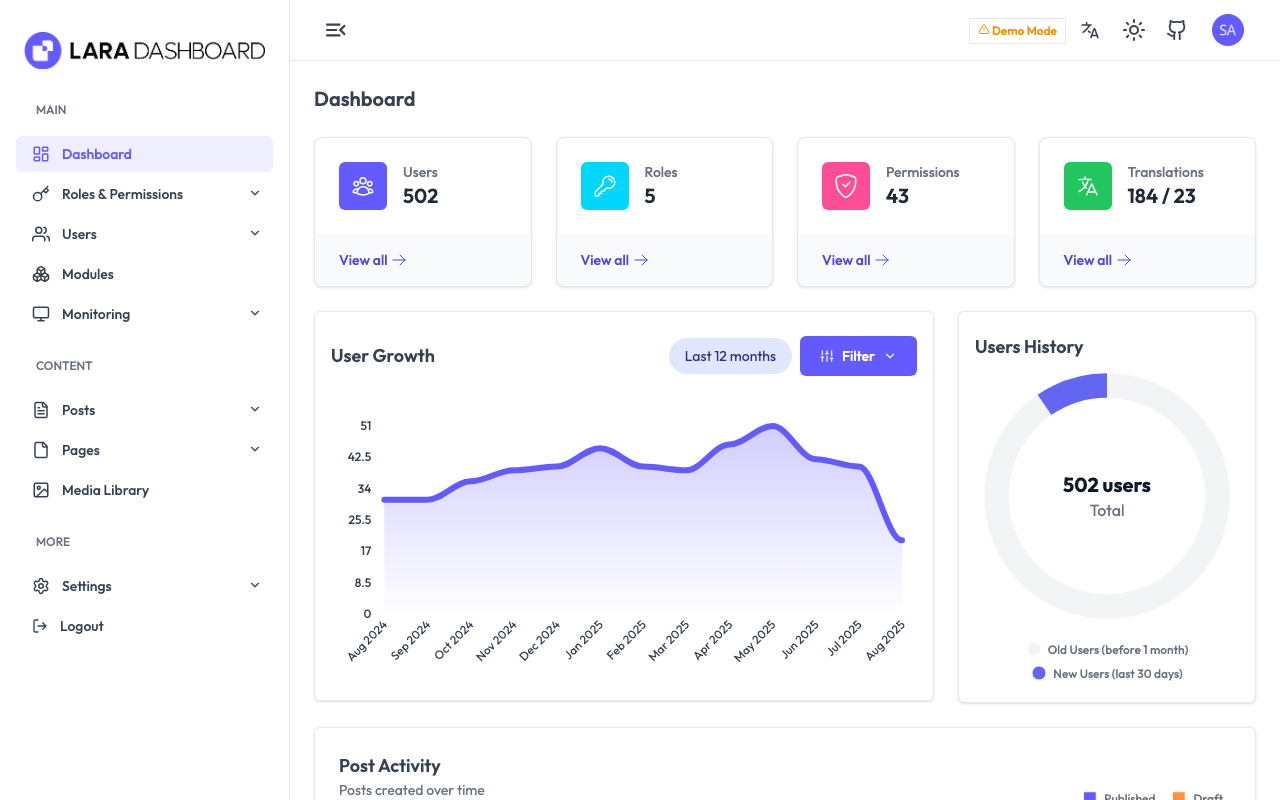 LARA DASHBOARD
MAIN
Dashboard
Roles & Permissions
Users
Modules
Monitoring
CONTENT
Posts
Pages
Media Library
MORE
Settings
Logout
Demo Mode
SA
Dashboard
Users
502
View all
Roles
5
View all
Permissions
43
View all
Translations
184 / 23
View all
User Growth
Last 12 months
Filter
51
42.5
34
25.5
17
8.5
0
Aug 2024
Sep 2024
Oct 2024
Nov 2024
Dec 2024
Jan 2025
Feb 2025
Mar 2025
Apr 2025
May 2025
Jun 2025
Jul 2025
Aug 2025
Users History
502 users
Total
Old Users (before 1 month)
New Users (last 30 days)
Post Activity
Posts created over time
Published
Draft